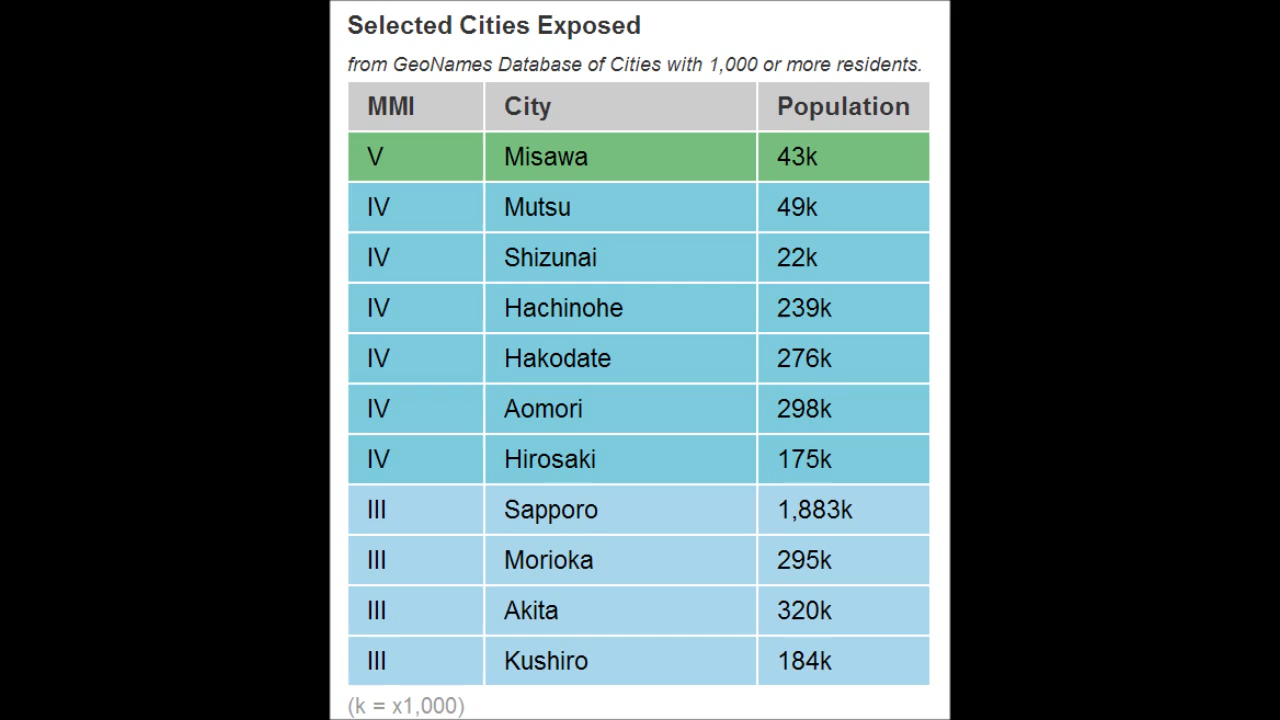 Selected Cities Exposed
from GeoNames Database of Cities with 1,000 or more residents.
MMI City Population
V Misawa 43k
IV Mutsu 49k
IV Shizunai 22k
IV Hachinohe 239k
IV Hakodate 276k
IV Aomori 298k
IV Hirosaki 175k
III Sapporo 1,883k
III Morioka 295k
III Akita 320k
III Kushiro 184k
(k = x1,000)